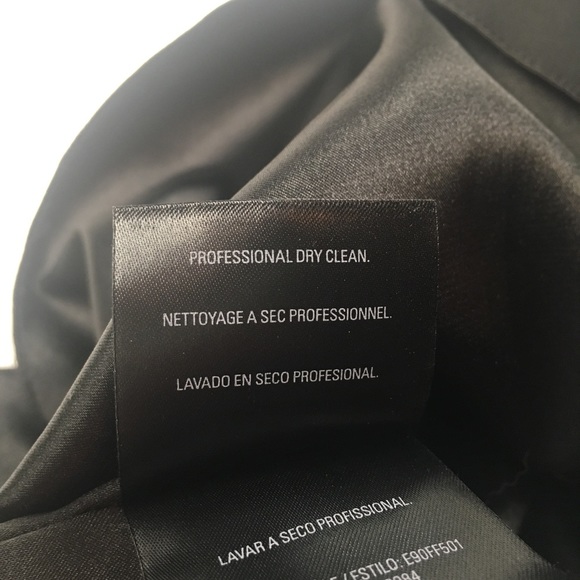 PROFESSIONAL DRY CLEAN.
NETTOYAGE A SEC PROFESSIONNEL.
LAVADO EN SECO PROFESIONAL.
LAVAR A SECO PROFISSIONAL.
/ ESTILO: E90FF501